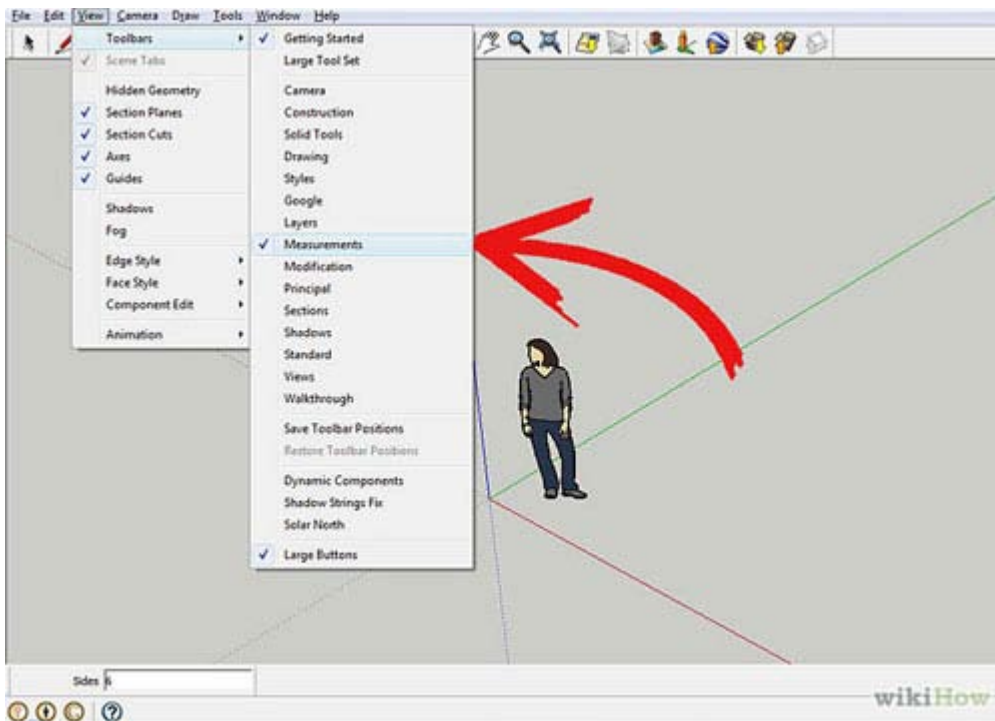 File Edit View Camera Draw Tools Window Help
Toolbars
Scene Tabs
Hidden Geometry
Section Planes
Section Cuts
Axes
Guides
Shadows
Fog
Edge Style
Face Style
Component Edit
Animation
Getting Started
Large Tool Set
Camera
Construction
Solid Tools
Drawing
Styles
Google
Layers
Measurements
Modification
Principal
Sections
Shadows
Standard
Views
Walkthrough
Save Toolbar Positions
Restore Toolbar Positions
Dynamic Components
Shadow Strings Fix
Solar North
Large Buttons
Sides 6
wikiHow